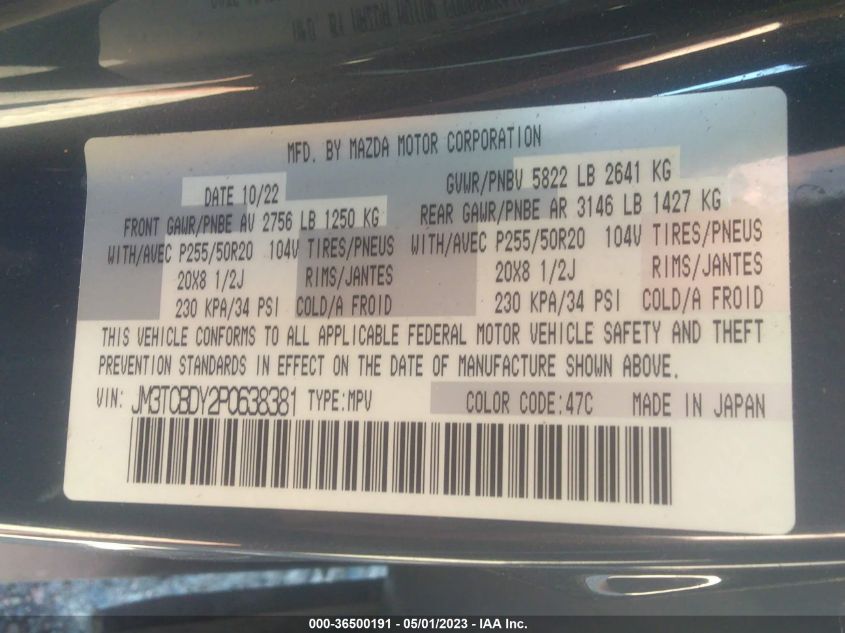 MFD. BY MAZDA MOTOR CORPORATION
DATE 10/22 GVWR/PNBV 5822 LB 2641 KG
FRONT GAWR/PNBE AV 2756 LB 1250 KG REAR GAWR/PNBE AR 3146 LB 1427 KG
WITH/AVEC P255/50R20 104V TIRES/PNEUS WITH/AVEC P255/50R20 104V TIRES/PNEUS
20X8 1/2J RIMS/JANTES 20X8 1/2J RIMS/JANTES
230 KPA/34 PSI COLD/A FROID 230 KPA/34 PSI COLD/A FROID
THIS VEHICLE CONFORMS TO ALL APPLICABLE FEDERAL MOTOR VEHICLE SAFETY AND THEFT
PREVENTION STANDARDS IN EFFECT ON THE DATE OF MANUFACTURE SHOWN ABOVE.
VIN: JM3TCBDY2P0638381 TYPE:MPV COLOR CODE:47C MADE IN JAPAN
000-36500191 - 05/01/2023 - IAA Inc.